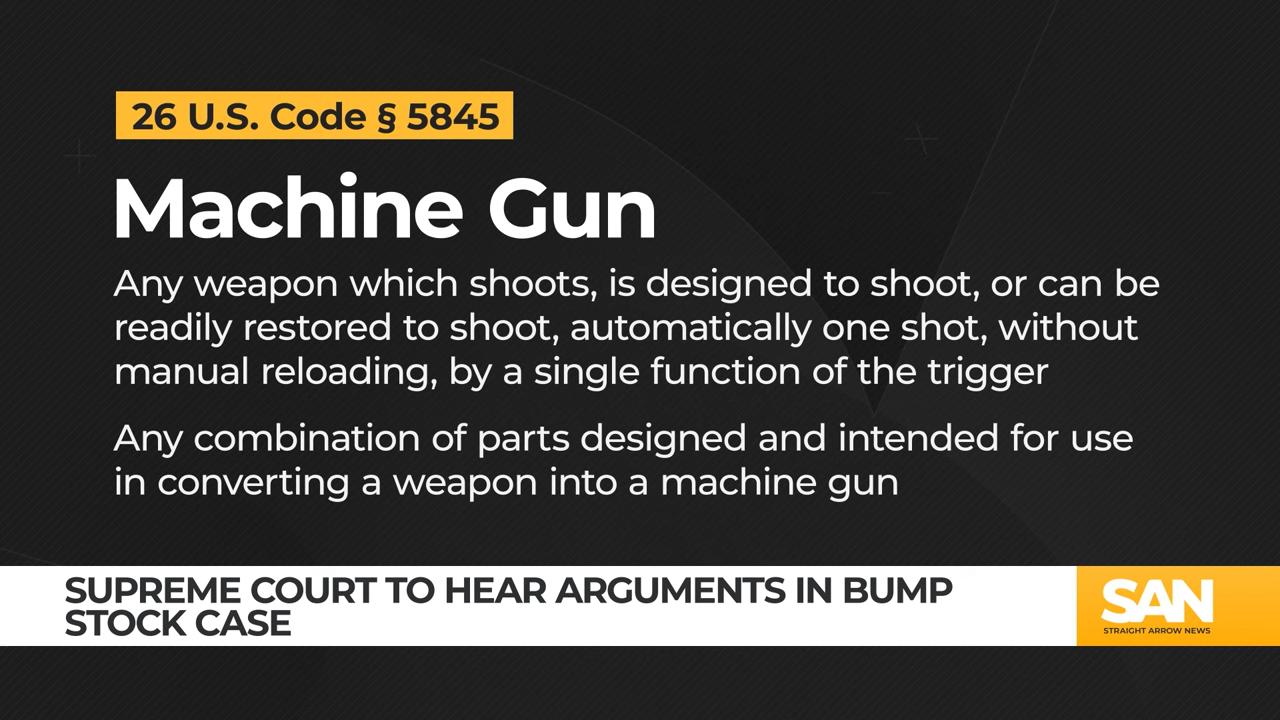 26 U.S. Code § 5845
Machine Gun
Any weapon which shoots, is designed to shoot, or can be
readily restored to shoot, automatically one shot, without
manual reloading, by a single function of the trigger
Any combination of parts designed and intended for use
in converting a weapon into a machine gun
SUPREME COURT TO HEAR ARGUMENTS IN BUMP
STOCK CASE
SAN
STRAIGHT ARROW NEWS